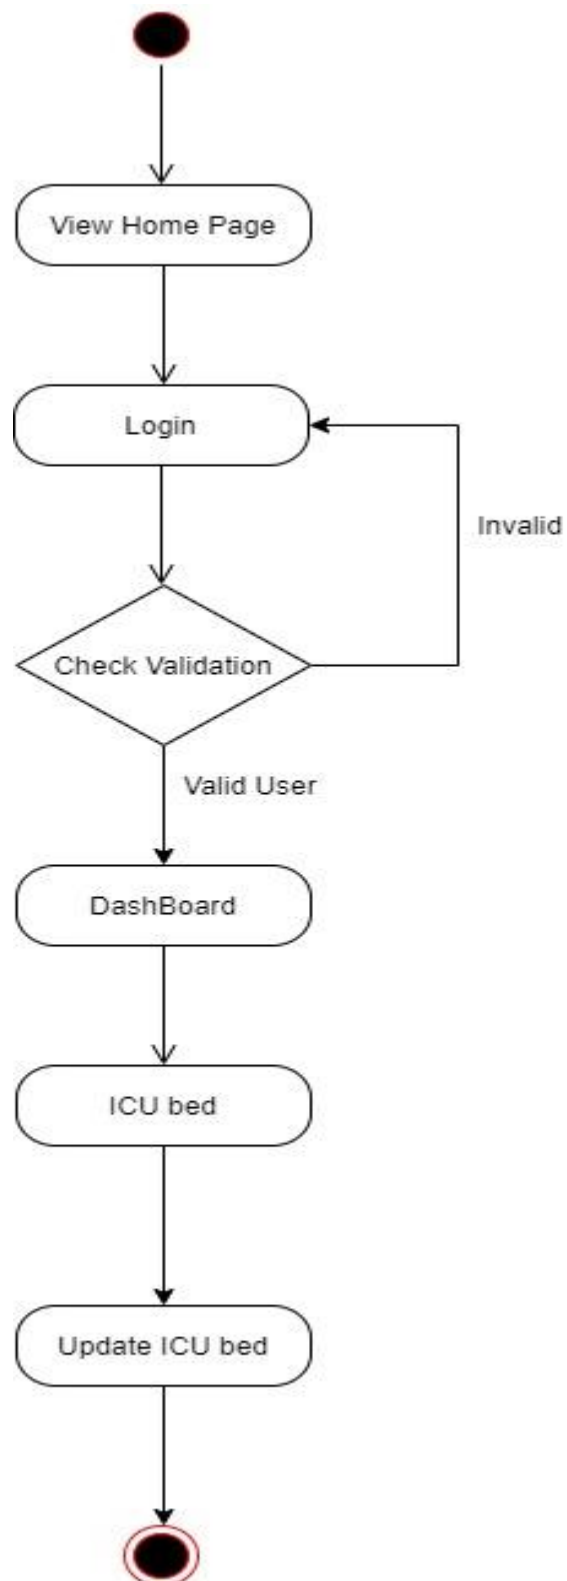 View Home Page
Login
Invalid
Check Validation
Valid User
DashBoard
ICU bed
Update ICU bed